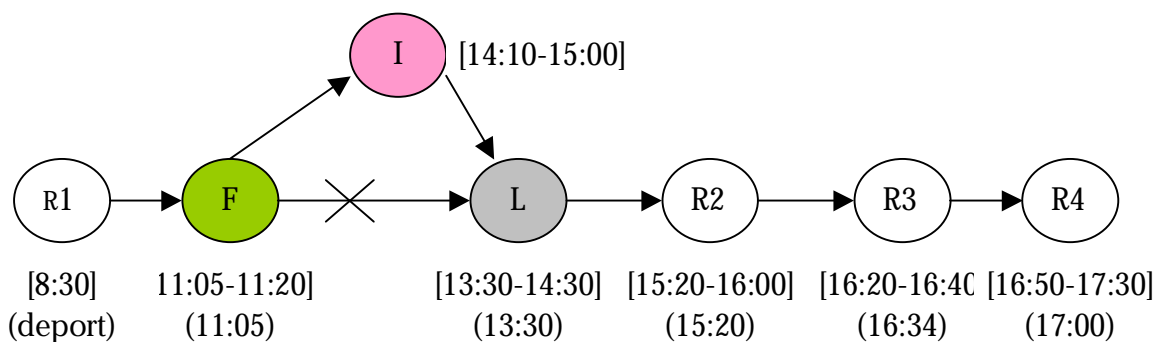 I [14:10-15:00]
R1 F L R2 R3 R4
[8:30] 11:05-11:20] [13:30-14:30] [15:20-16:00] [16:20-16:40 [16:50-17:30]
(deport) (11:05) (13:30) (15:20) (16:34) (17:00)